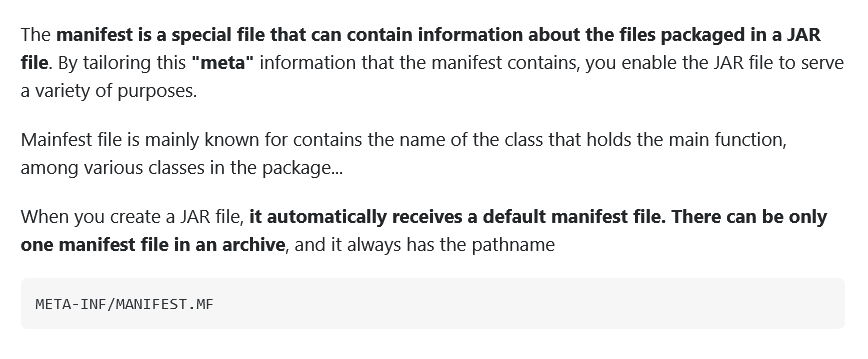 The manifest is a special file that can contain information about the files packaged in a JAR
file. By tailoring this "meta" information that the manifest contains, you enable the JAR file to serve
a variety of purposes.
Mainfest file is mainly known for contains the name of the class that holds the main function,
among various classes in the package...
When you create a JAR file, it automatically receives a default manifest file. There can be only
one manifest file in an archive, and it always has the pathname
META-INF/MANIFEST.MF